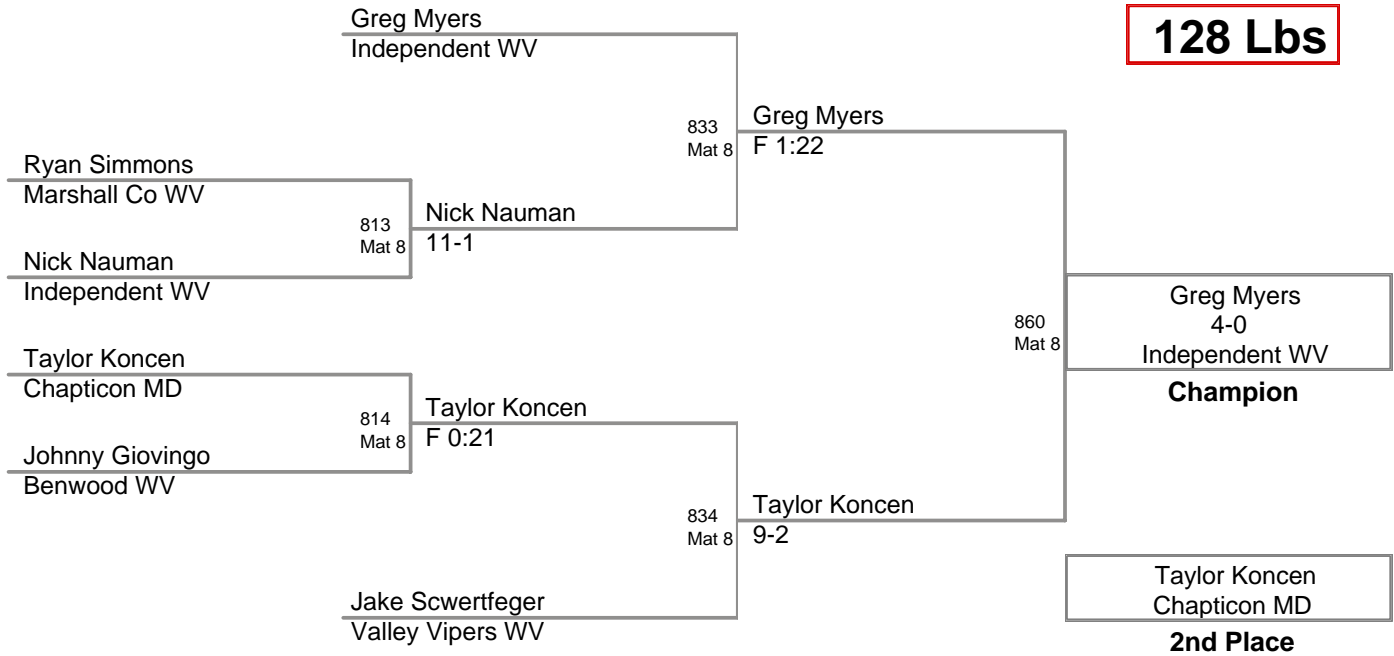 Greg Myers
Independent WV
128 Lbs
833
Mat 8
Greg Myers
F 1:22
Ryan Simmons
Marshall Co WV
813
Mat 8
Nick Nauman
11-1
Nick Nauman
Independent WV
860
Mat 8
Greg Myers
4-0
Independent WV
Champion
Taylor Koncen
Chapticon MD
814
Mat 8
Taylor Koncen
F 0:21
Johnny Giovingo
Benwood WV
834
Mat 8
Taylor Koncen
9-2
Jake Scwertfeger
Valley Vipers WV
Taylor Koncen
Chapticon MD
2nd Place